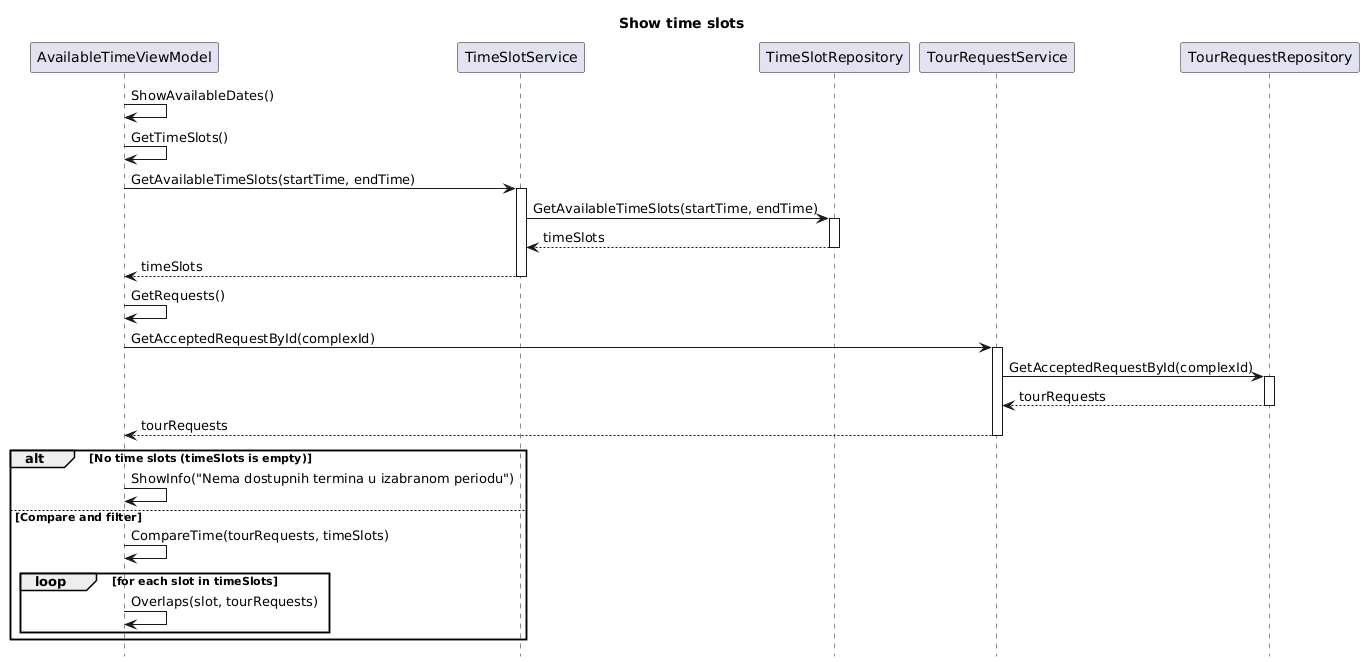 Show time slots
AvailableTimeViewModel
TimeSlotService
TimeSlotRepository
TourRequestService
TourRequestRepository
ShowAvailableDates()
GetTimeSlots()
GetAvailableTimeSlots(startTime, endTime)
GetAvailableTimeSlots(startTime, endTime)
timeSlots
timeSlots
GetRequests()
GetAcceptedRequestById(complexId)
GetAcceptedRequestById(complexId)
tourRequests
tourRequests
alt [No time slots (timeSlots is empty)]
ShowInfo("Nema dostupnih termina u izabranom periodu")
[Compare and filter]
CompareTime(tourRequests, timeSlots)
loop [for each slot in timeSlots]
Overlaps(slot, tourRequests)